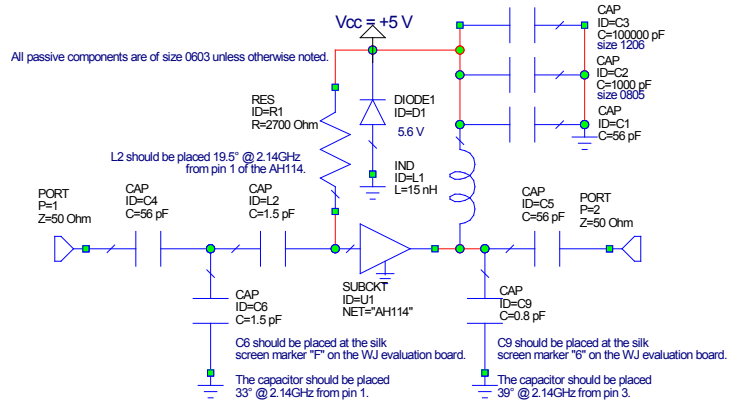 Vcc = +5 V
All passive components are of size 0603 unless otherwise noted.
CAP
ID=C3
C=100000 pF
size 1206
CAP
ID=C2
C=1000 pF
size 0805
CAP
ID=C1
C=56 pF
RES
ID=R1
R=2700 Ohm
DIODE1
ID=D1
5.6 V
L2 should be placed 19.5° @ 2.14GHz
from pin 1 of the AH114.
IND
ID=L1
L=15 nH
PORT
P=1
Z=50 Ohm
CAP
ID=C4
C=56 pF
CAP
ID=L2
C=1.5 pF
CAP
ID=C5
C=56 pF
PORT
P=2
Z=50 Ohm
SUBCKT
ID=U1
NET="AH114"
CAP
ID=C6
C=1.5 pF
CAP
ID=C9
C=0.8 pF
C6 should be placed at the silk
screen marker "F" on the WJ evaluation board.
The capacitor should be placed
33° @ 2.14GHz from pin 1.
C9 should be placed at the silk
screen marker "6" on the WJ evaluation board.
The capacitor should be placed
39° @ 2.14GHz from pin 3.